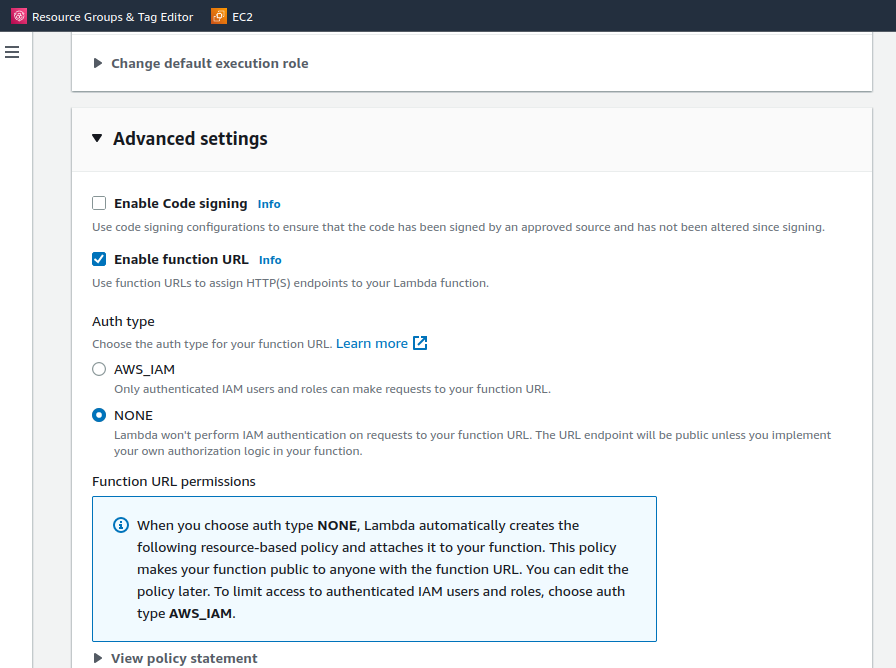 Resource Groups & Tag Editor EC2
Change default execution role
Advanced settings
Enable Code signing Info
Use code signing configurations to ensure that the code has been signed by an approved source and has not been altered since signing.
Enable function URL Info
Use function URLs to assign HTTP(S) endpoints to your Lambda function.
Auth type
Choose the auth type for your function URL. Learn more
AWS_IAM
Only authenticated IAM users and roles can make requests to your function URL.
NONE
Lambda won't perform IAM authentication on requests to your function URL. The URL endpoint will be public unless you implement
your own authorization logic in your function.
Function URL permissions
When you choose auth type NONE, Lambda automatically creates the
following resource-based policy and attaches it to your function. This policy
makes your function public to anyone with the function URL. You can edit the
policy later. To limit access to authenticated IAM users and roles, choose auth
type AWS_IAM.
View policy statement